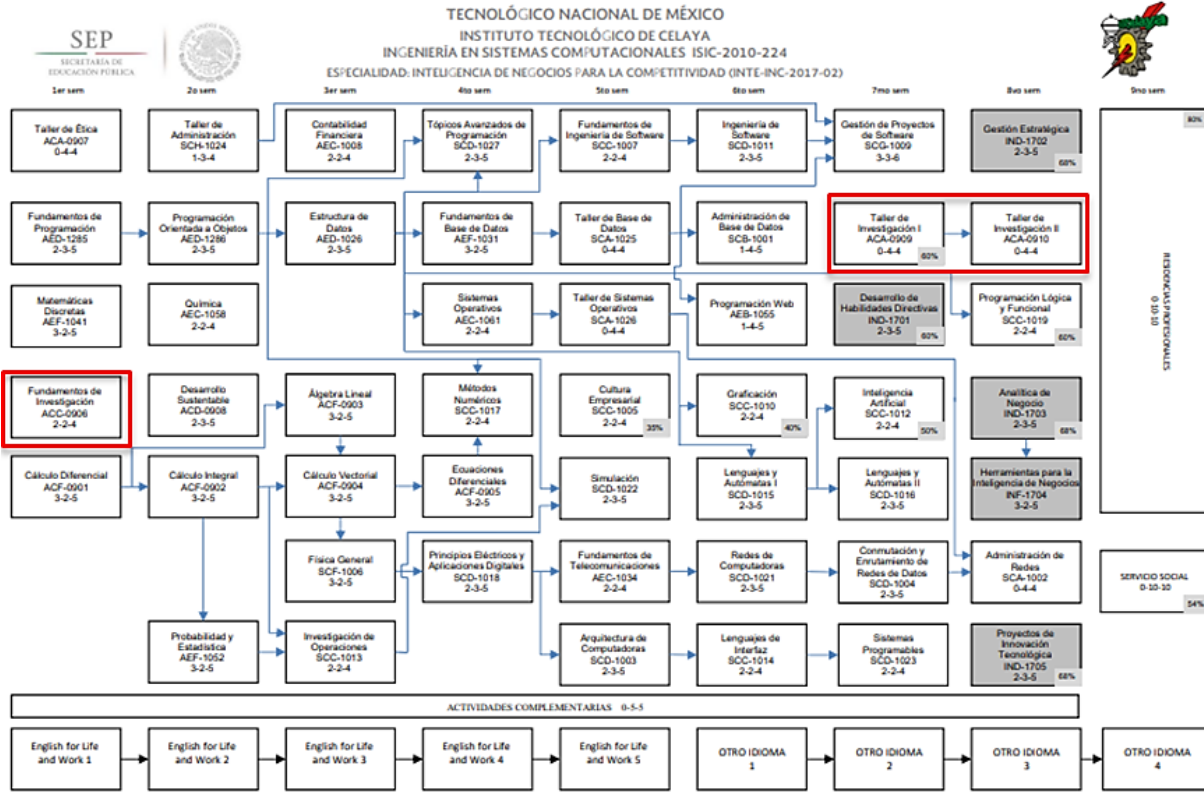 TECNOLÓGICO NACIONAL DE MÉXICO
INSTITUTO TECNOLÓGICO DE CELAYA
INGENIERÍA EN SISTEMAS COMPUTACIONALES ISIC-2010-224
ESPECIALIDAD: INTELIGENCIA DE NEGOCIOS PARA LA COMPETITIVIDAD (INTE-INC-2017-02)
SEP
SECRETARÍA DE
EDUCACIÓN PÚBLICA
1er sem
2o sem
3er sem
4to sem
5to sem
6to sem
7mo sem
8vo sem
9no sem
Taller de Ética
ACA-0907
0-4-4
Taller de
Administración
SCH-1024
1-3-4
Contabilidad
Financiera
AEC-1008
2-2-4
Tópicos Avanzados de
Programación
SCD-1027
2-3-5
Fundamentos de
Ingeniería de Software
SCC-1007
2-2-4
Ingeniería de
Software
SCD-1011
2-3-5
Gestión de Proyectos
de Software
SCG-1009
3-3-6
Gestión Estratégica
IND-1702
2-3-5
68%
80%
Fundamentos de
Programación
AED-1285
2-3-5
Programación
Orientada a Objetos
AED-1286
2-3-5
Estructura de
Datos
AED-1026
2-3-5
Fundamentos de
Base de Datos
AEF-1031
3-2-5
Taller de Base de
Datos
SCA-1025
0-4-4
Administración de
Base de Datos
SCB-1001
1-4-5
Taller de
Investigación I
ACA-0909
0-4-4
60%
Taller de
Investigación II
ACA-0910
0-4-4
Matemáticas
Discretas
AEF-1041
3-2-5
Química
AEC-1058
2-2-4
Sistemas
Operativos
AEC-1061
2-2-4
Taller de Sistemas
Operativos
SCA-1026
0-4-4
Programación Web
AEB-1055
1-4-5
Desarrollo de
Habilidades Directivas
IND-1701
2-3-5
60%
Programación Lógica
y Funcional
SCC-1019
2-2-4
60%
RESIDENCIAS PROFESIONALES
0-10-10
Fundamentos de
Investigación
ACC-0906
2-2-4
Desarrollo
Sustentable
ACD-0908
2-3-5
Álgebra Lineal
ACF-0903
3-2-5
Métodos
Numéricos
SCC-1017
2-2-4
Cultura
Empresarial
SCC-1005
2-2-4
35%
Graficación
SCC-1010
2-2-4
40%
Inteligencia
Artificial
SCC-1012
2-2-4
50%
Analítica de
Negocio
IND-1703
2-3-5
68%
Cálculo Diferencial
ACF-0901
3-2-5
Cálculo Integral
ACF-0902
3-2-5
Cálculo Vectorial
ACF-0904
3-2-5
Ecuaciones
Diferenciales
ACF-0905
3-2-5
Simulación
SCD-1022
2-3-5
Lenguajes y
Autómatas I
SCD-1015
2-3-5
Lenguajes y
Autómatas II
SCD-1016
2-3-5
Herramientas para la
Inteligencia de Negocios
INF-1704
3-2-5
Física General
SCF-1006
3-2-5
Principios Eléctricos y
Aplicaciones Digitales
SCD-1018
2-3-5
Fundamentos de
Telecomunicaciones
AEC-1034
2-2-4
Redes de
Computadoras
SCD-1021
2-3-5
Conmutación y
Enrutamiento de
Redes de Datos
SCD-1004
2-3-5
Administración de
Redes
SCA-1002
0-4-4
SERVICIO SOCIAL
0-10-10
54%
Probabilidad y
Estadística
AEF-1052
3-2-5
Investigación de
Operaciones
SCC-1013
2-2-4
Arquitectura de
Computadoras
SCD-1003
2-3-5
Lenguajes de
Interfaz
SCC-1014
2-2-4
Sistemas
Programables
SCD-1023
2-2-4
Proyectos de
Innovación
Tecnológica
IND-1705
2-3-5
68%
ACTIVIDADES COMPLEMENTARIAS 0-5-5
English for Life
and Work 1
English for Life
and Work 2
English for Life
and Work 3
English for Life
and Work 4
English for Life
and Work 5
OTRO IDIOMA
1
OTRO IDIOMA
2
OTRO IDIOMA
3
OTRO IDIOMA
4